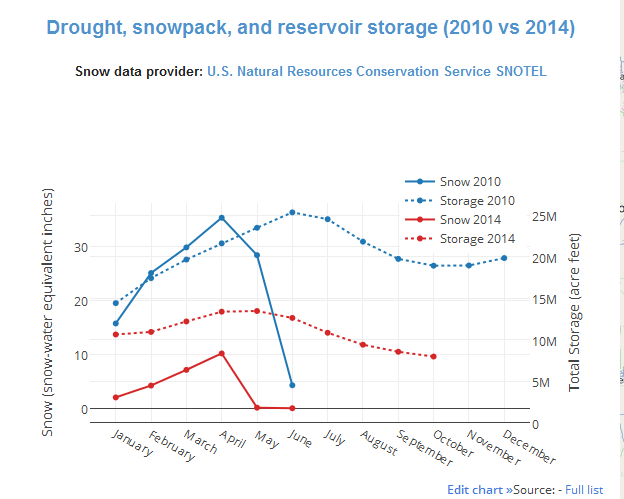 Drought, snowpack, and reservoir storage (2010 vs 2014)
Snow data provider: U.S. Natural Resources Conservation Service SNOTEL
Snow 2010
Storage 2010
Snow 2014
Storage 2014
Snow (snow-water equivalent inches)
30
20
10
0
25M
20M
15M
10M
5M
0
Total Storage (acre feet)
January
February
March
April
May
June
July
August
September
October
November
December
Edit chart »Source: - Full list